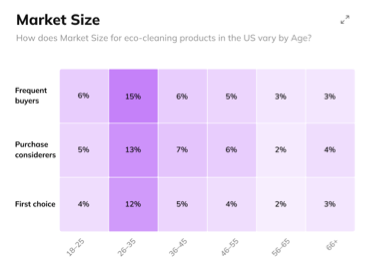 Market Size
How does Market Size for eco-cleaning products in the US vary by Age?
Frequent
buyers
6% 15% 6% 5% 3% 3%
Purchase
considerers
5% 13% 7% 6% 2% 4%
First choice
4% 12% 5% 4% 2% 3%
18–25 26–35 36–45 46–55 56–65 66+